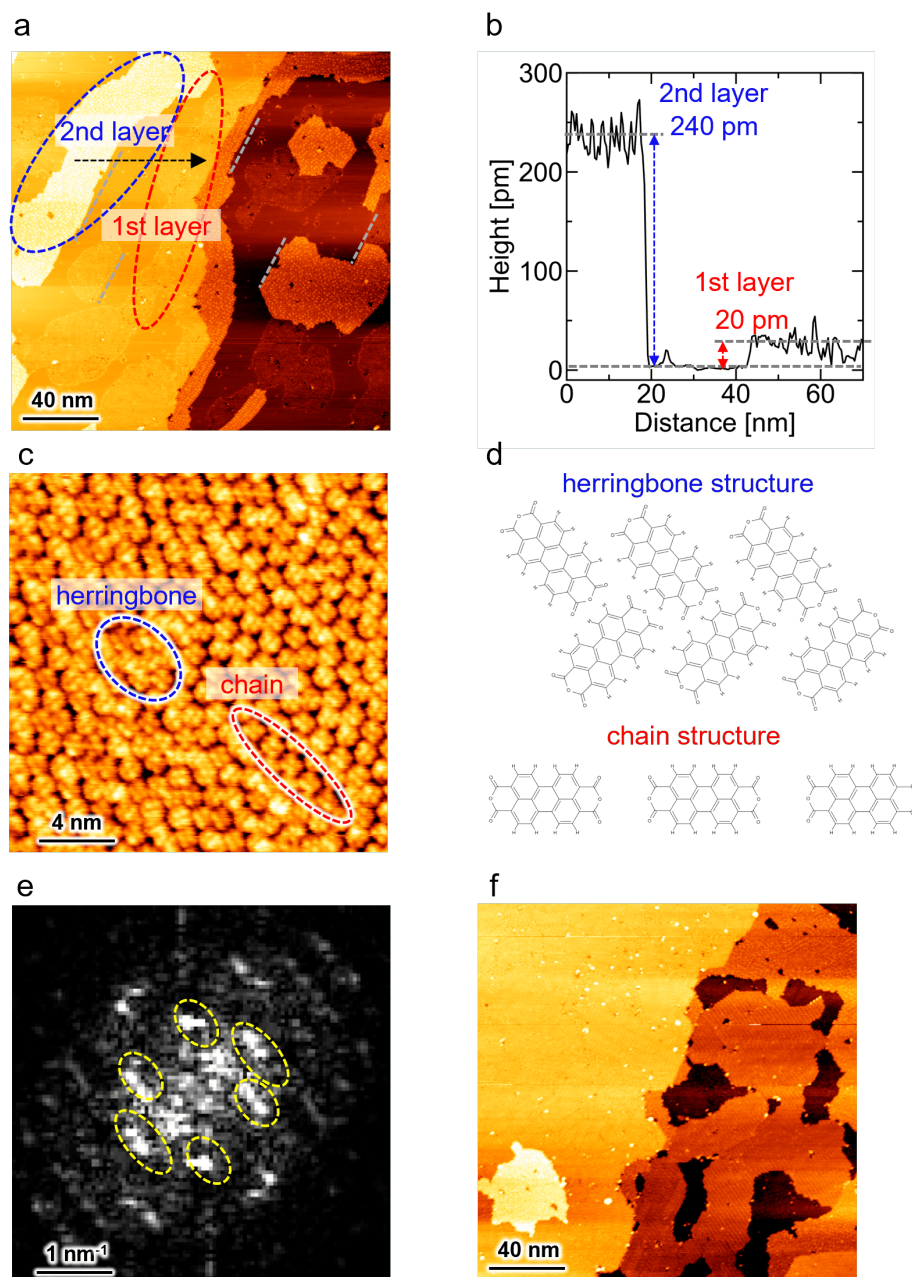 a
2nd layer
1st layer
40 nm
b
300
200
100
0
Height [pm]
2nd layer
240 pm
1st layer
20 pm
0 20 40 60
Distance [nm]
c
herringbone
chain
4 nm
d
herringbone structure
chain structure
e
1 nm-1
f
40 nm